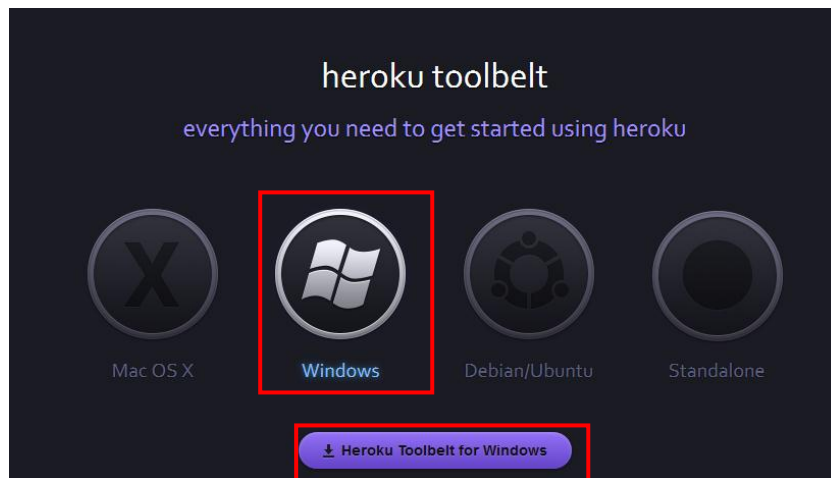 heroku toolbelt
everything you need to get started using heroku
X
Mac OS X Windows Debian/Ubuntu Standalone
Heroku Toolbelt for Windows